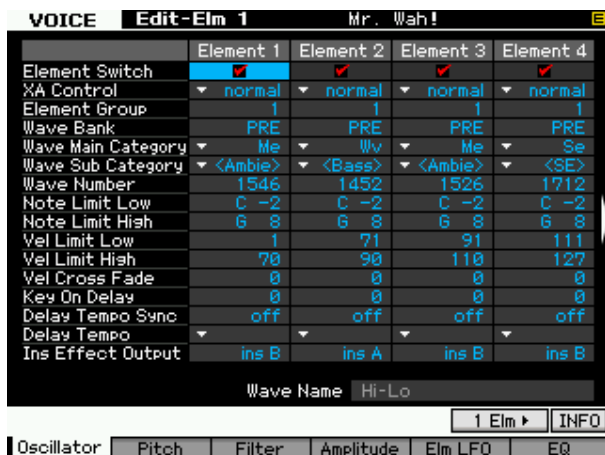 VOICE Edit-Elm 1 Mr. Wah!
Element 1 Element 2 Element 3 Element 4
Element Switch
XA Control normal normal normal normal
Element Group 1 1 1 1
Wave Bank PRE PRE PRE PRE
Wave Main Category Me Wv Me Se
Wave Sub Category <Ambie> <Bass> <Ambie> <SE>
Wave Number 1546 1452 1526 1712
Note Limit Low C -2 C -2 C -2 C -2
Note Limit High G 8 G 8 G 8 G 8
Vel Limit Low 1 71 91 111
Vel Limit High 70 90 110 127
Vel Cross Fade 0 0 0 0
Key On Delay 0 0 0 0
Delay Tempo Sync off off off off
Delay Tempo
Ins Effect Output ins B ins A ins B ins B
Wave Name Hi-Lo
1 Elm INFO
Oscillator Pitch Filter Amplitude Elm LFO EQ